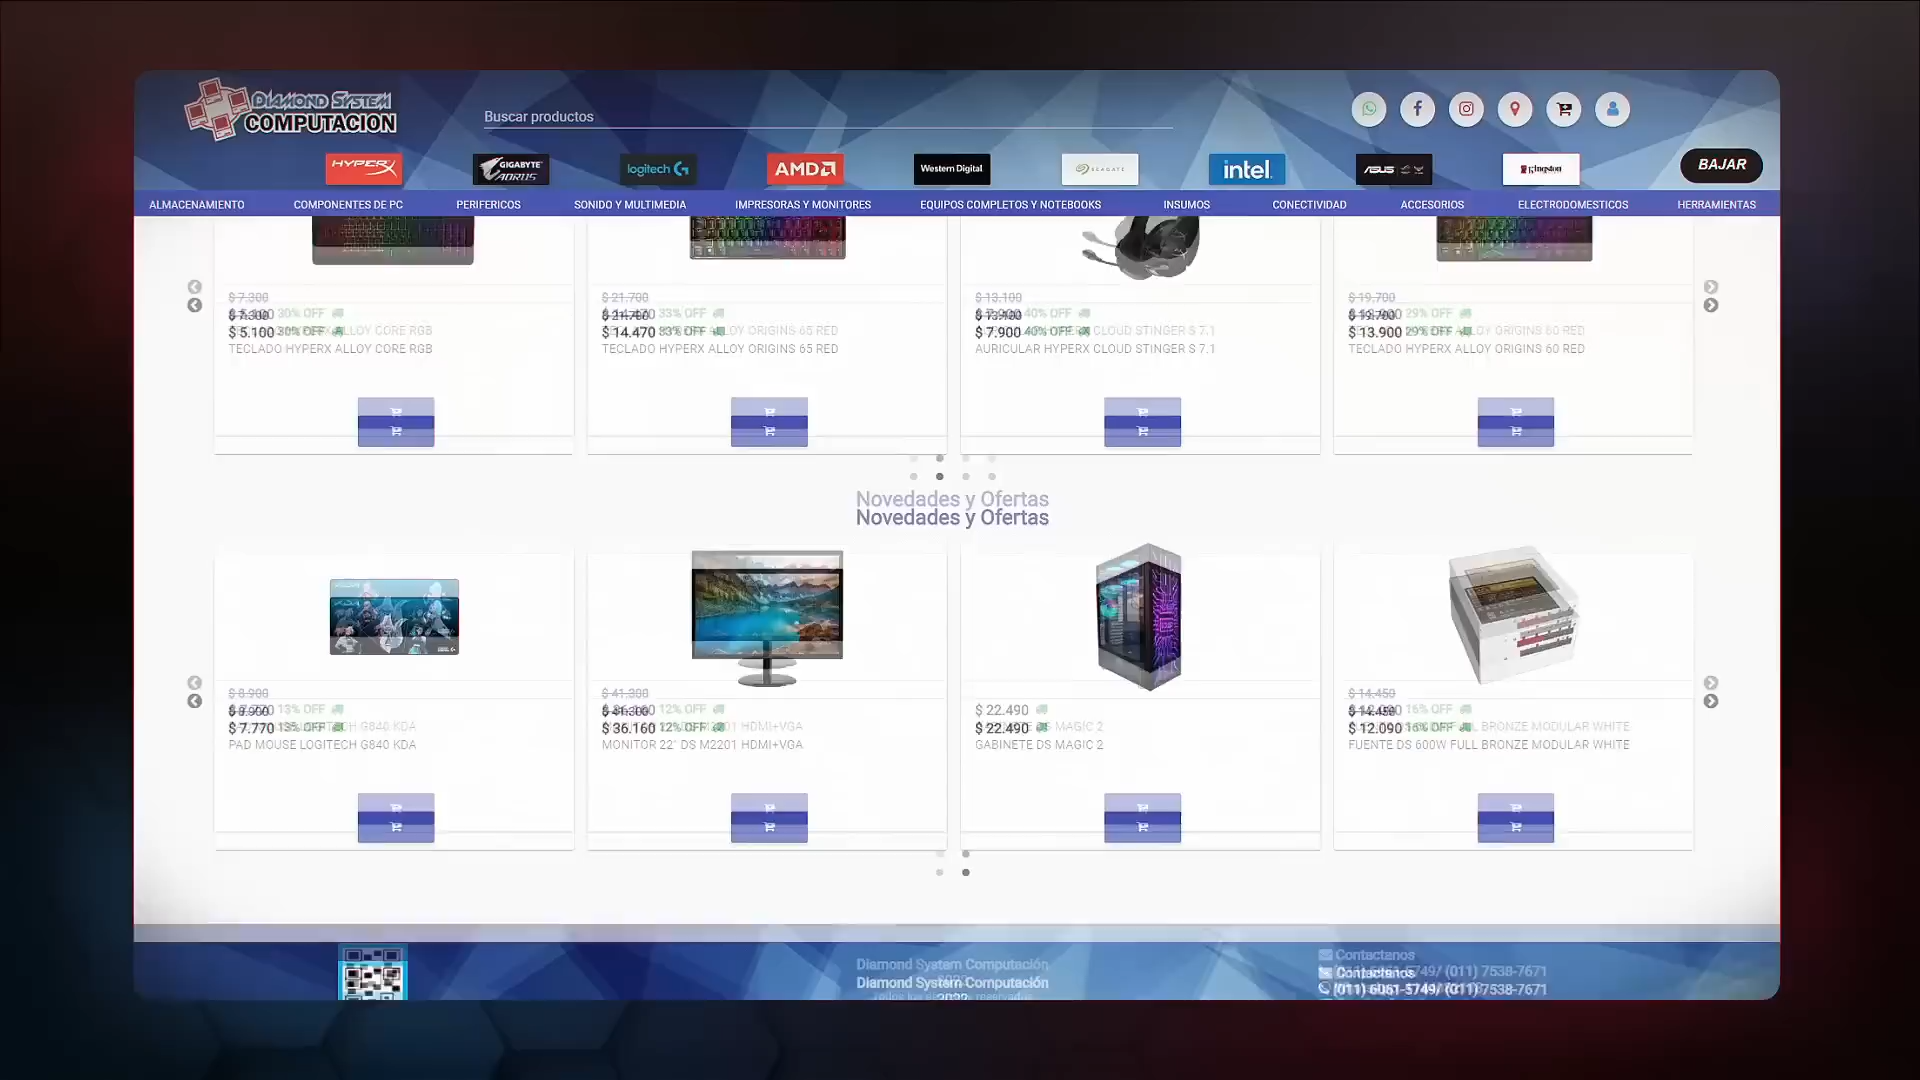 DIAMOND SYSTEM
COMPUTACION
Buscar productos
HYPERX
GIGABYTE
AORUS
logitech G
AMD
Western Digital
SEAGATE
intel
ASUS
Kingston
BAJAR
ALMACENAMIENTO
COMPONENTES DE PC
PERIFERICOS
SONIDO Y MULTIMEDIA
IMPRESORAS Y MONITORES
EQUIPOS COMPLETOS Y NOTEBOOKS
INSUMOS
CONECTIVIDAD
ACCESORIOS
ELECTRODOMESTICOS
HERRAMIENTAS
$ 7.300
$ 5.100 30% OFF
TECLADO HYPERX ALLOY CORE RGB
$ 21.700
$ 14.470 33% OFF
TECLADO HYPERX ALLOY ORIGINS 65 RED
$ 13.100
$ 7.900 40% OFF
AURICULAR HYPERX CLOUD STINGER S 7.1
$ 19.700
$ 13.900 29% OFF
TECLADO HYPERX ALLOY ORIGINS 60 RED
Novedades y Ofertas
$ 8.900
$ 7.770 13% OFF
PAD MOUSE LOGITECH G840 KDA
$ 41.300
$ 36.160 12% OFF
MONITOR 22" DS M2201 HDMI+VGA
$ 22.490
GABINETE DS MAGIC 2
$ 14.450
$ 12.090 16% OFF
FUENTE DS 600W FULL BRONZE MODULAR WHITE
Diamond System Computación
Contactanos
(011) 6061-5749/ (011) 7538-7671